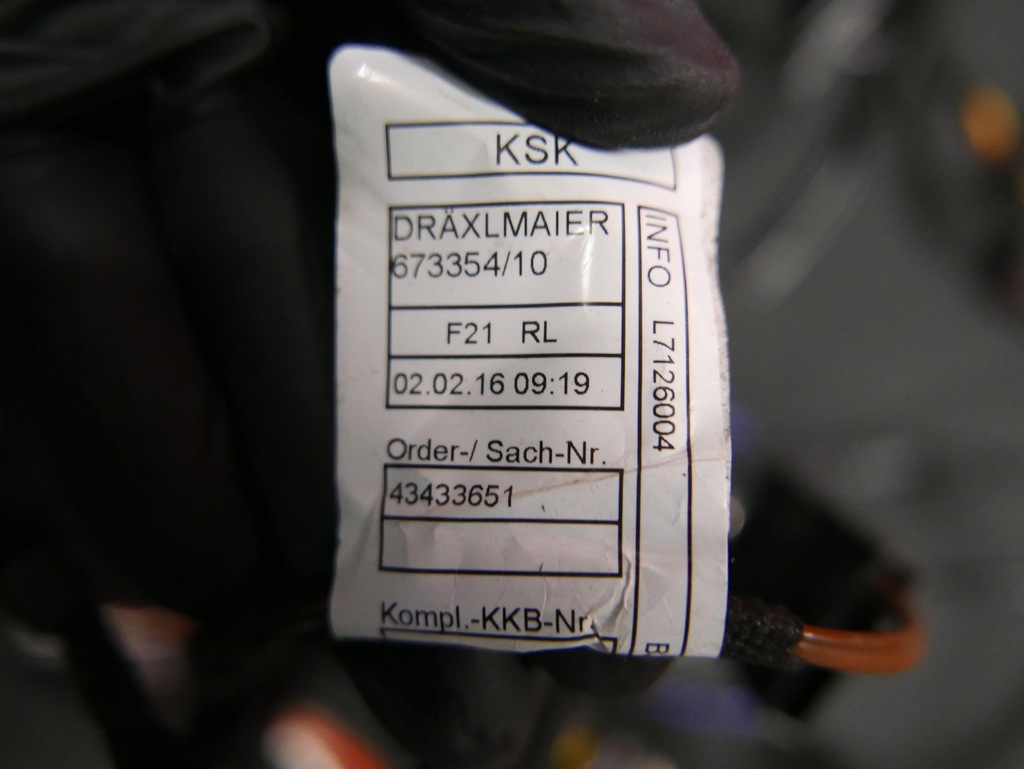 KSK
DRÄXLMAIER
673354/10
F21 RL
02.02.16 09:19
Order-/ Sach-Nr.
43433651
Kompl.-KKB-Nr.
INFO L7126004
B